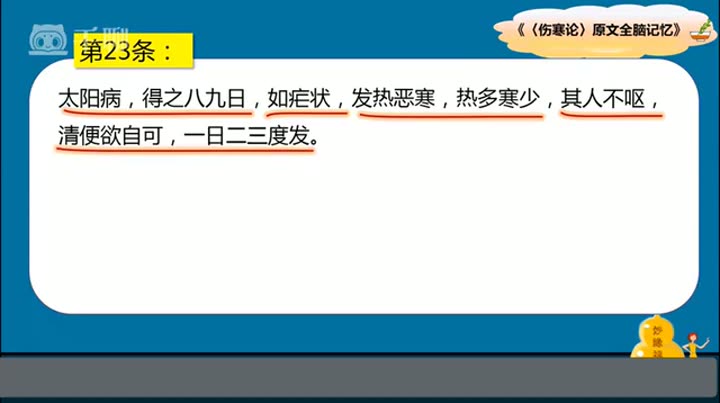 《〈伤寒论〉原文全脑记忆》
第23条：
太阳病，得之八九日，如疟状，发热恶寒，热多寒少，其人不呕，
清便欲自可，一日二三度发。